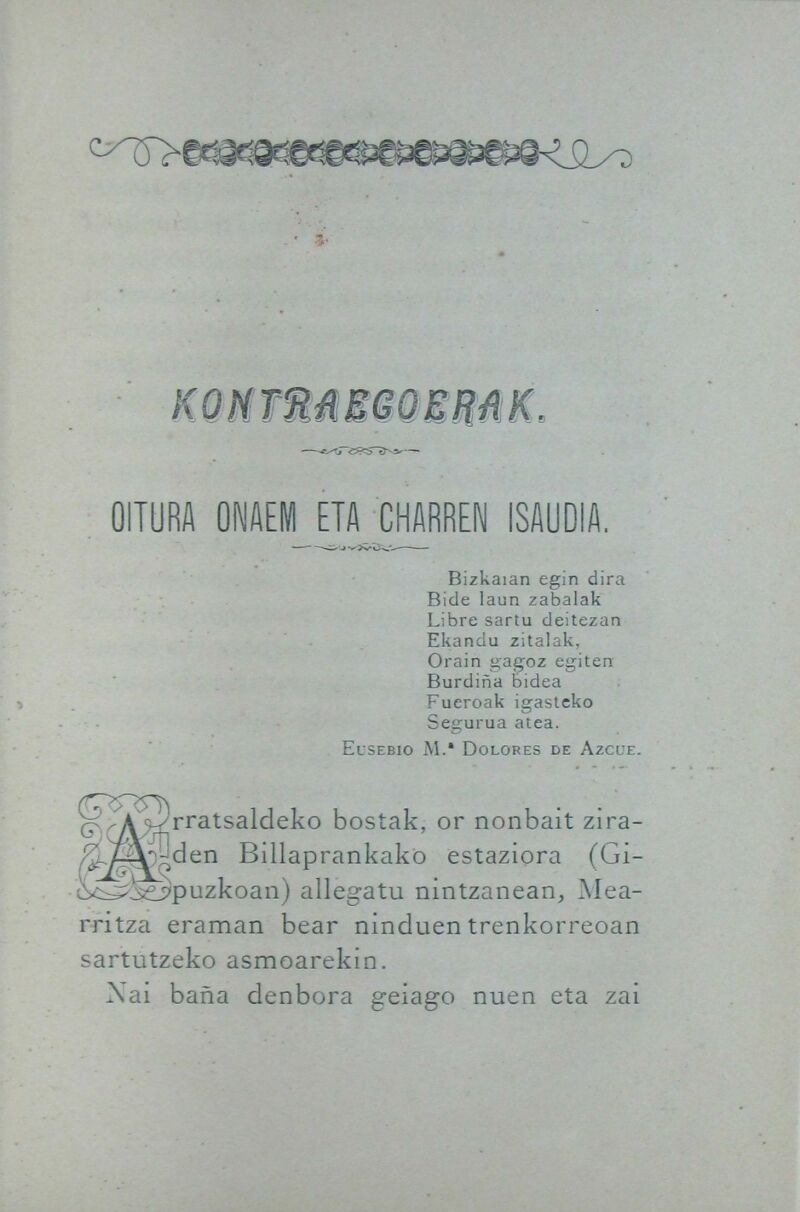 KONTRAEGOERAK.
OITURA ONAEM ETA CHARREN ISAUDIA.
Bizkaian egin dira
Bide laun zabalak
Libre sartu deitezan
Ekandu zitalak,
Orain gagoz egiten
Burdiña bidea
Fueroak igasteko
Segurua atea.
EUSEBIO M.ª DOLORES DE AZCUE.
Arratsaldeko bostak, or nonbait zira-
den Billaprankako estaziora (Gi-
puzkoan) allegatu nintzanean, Mea-
rritza eraman bear ninduen trenkorreoan
sartutzeko asmoarekin.
Nai baña denbora geiago nuen eta zai